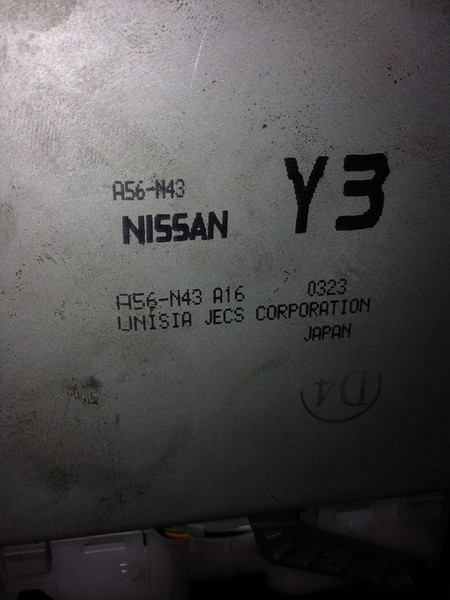 A56-N43
NISSAN
Y3
A56-N43 A16 0323
UNISIA JECS CORPORATION
JAPAN
D4